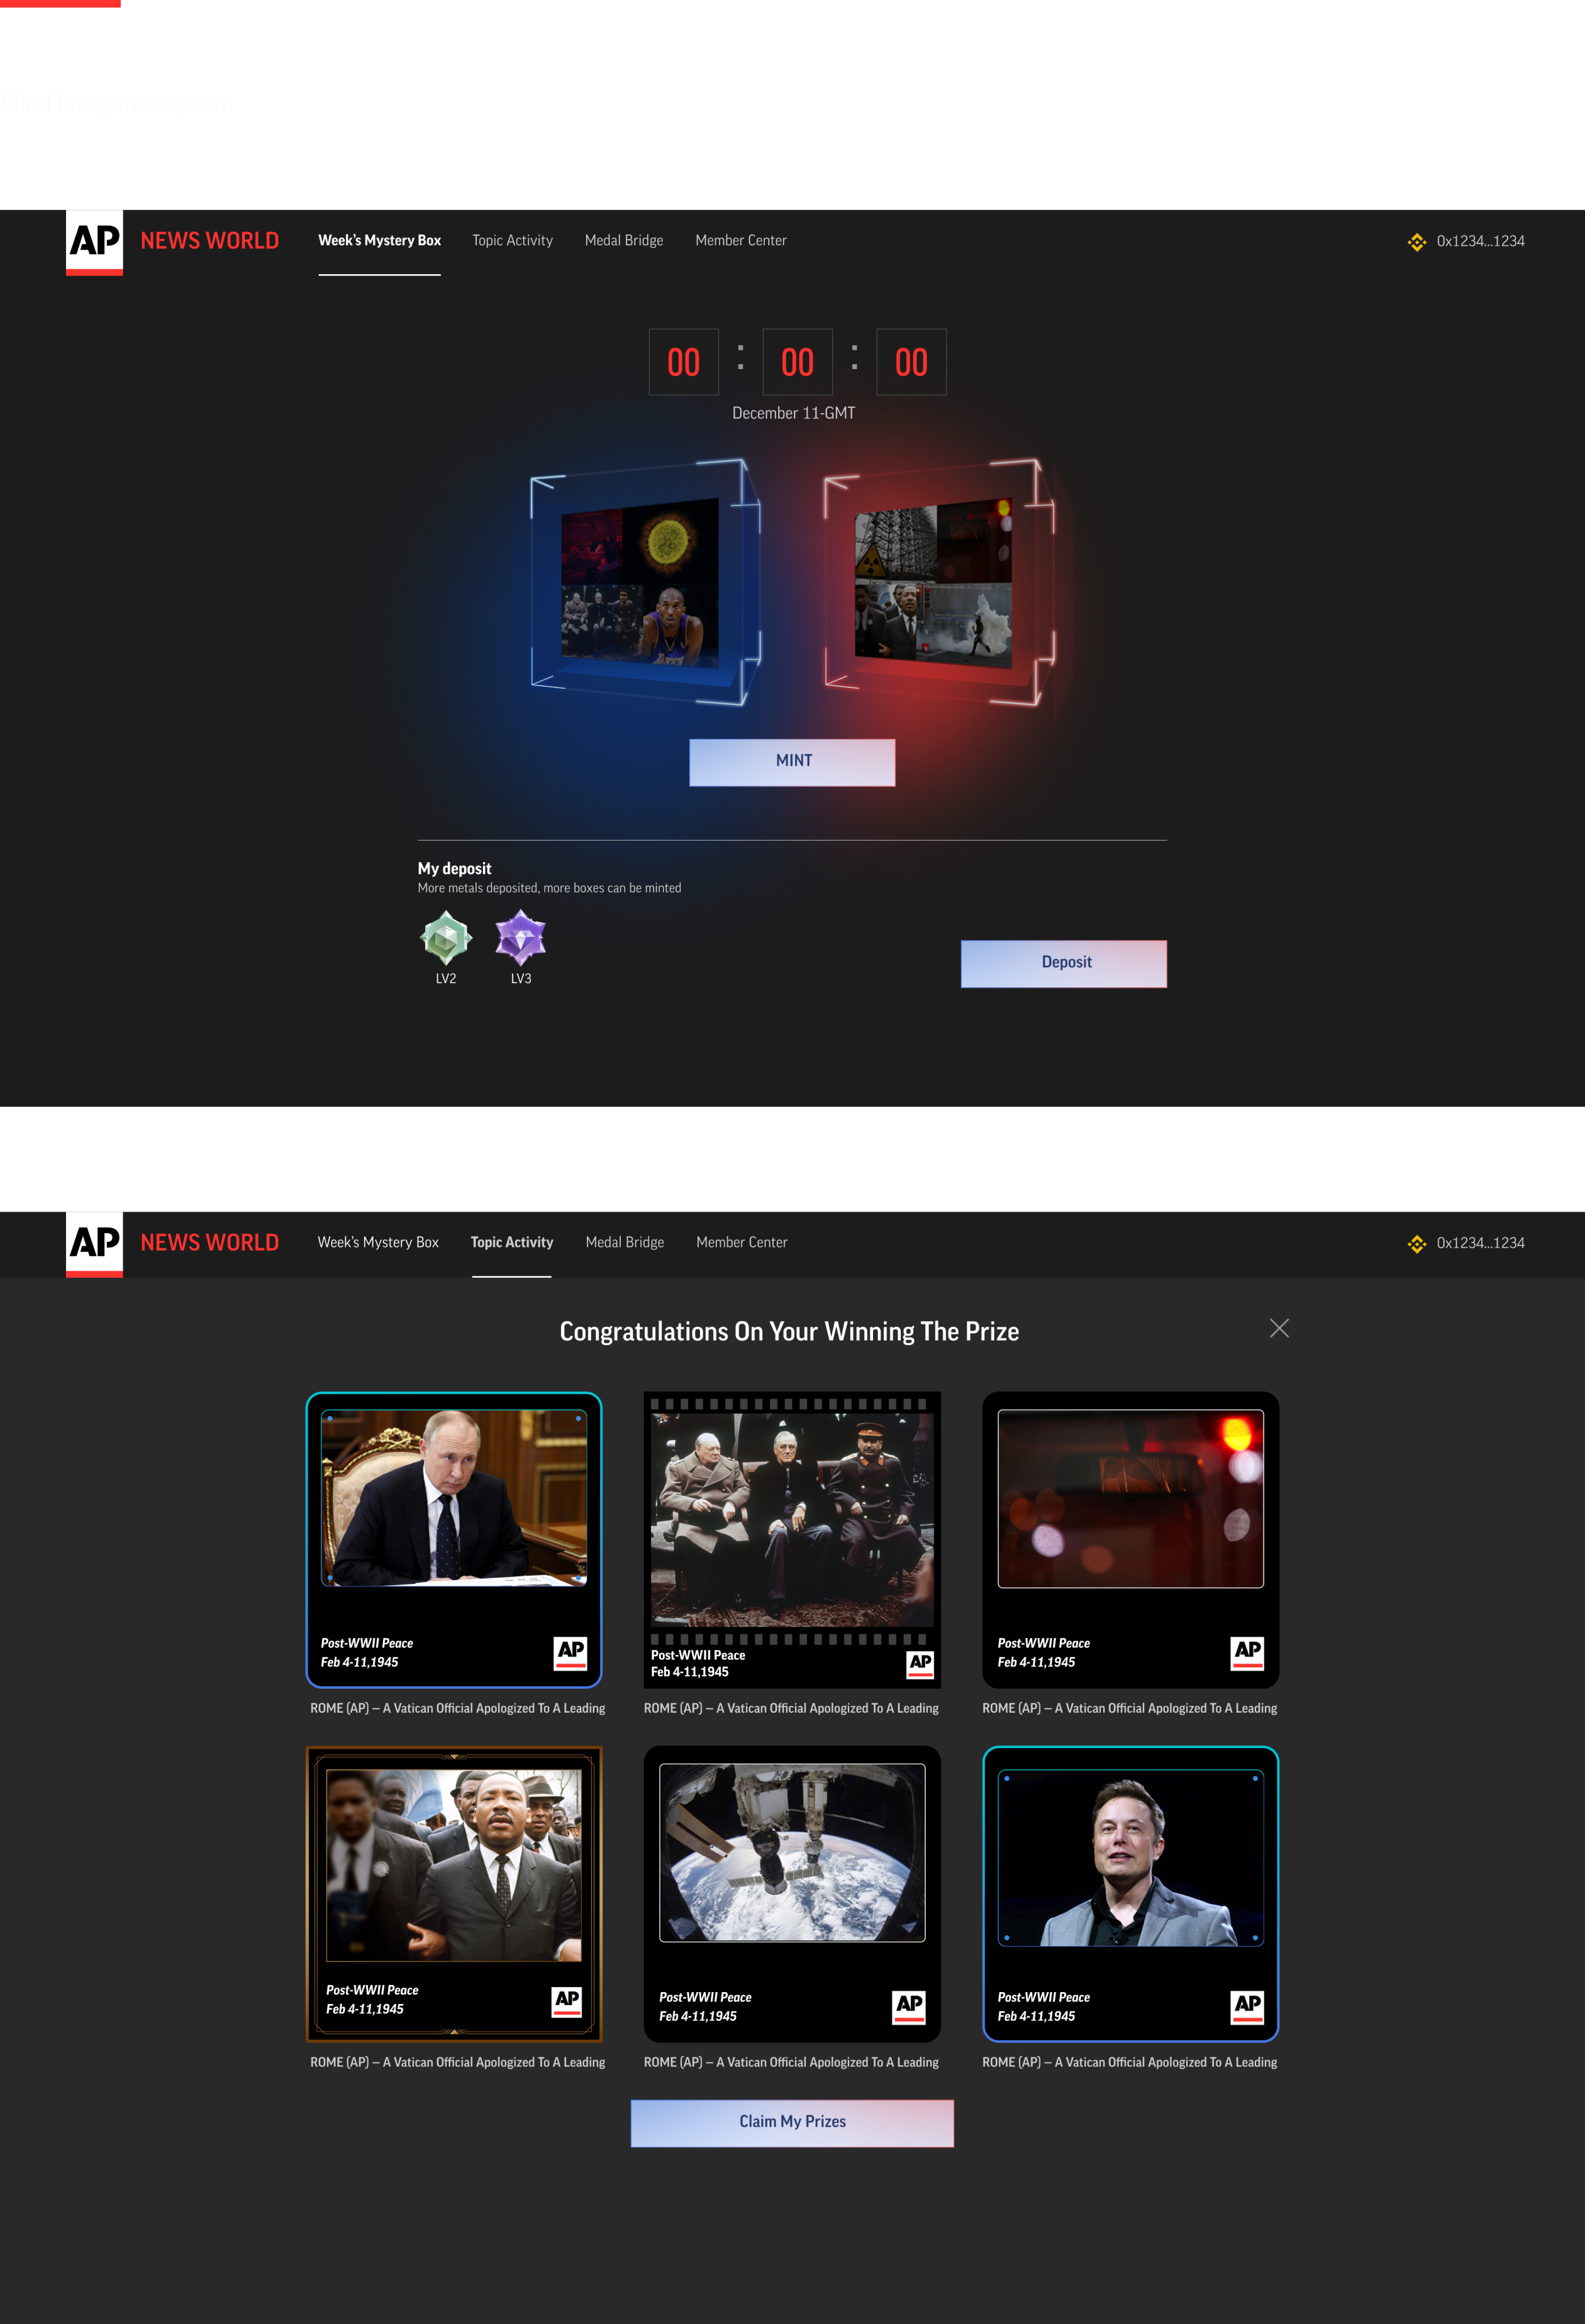 Blind box game system
AP NEWS WORLD Week's Mystery Box Topic Activity Medal Bridge Member Center 0x1234...1234
00 : 00 : 00
December 11-GMT
MINT
My deposit
More metals deposited, more boxes can be minted
LV2 LV3
Deposit
AP NEWS WORLD Week's Mystery Box Topic Activity Medal Bridge Member Center 0x1234...1234
Congratulations On Your Winning The Prize
Post-WWII Peace
Feb 4-11,1945
AP
ROME (AP) – A Vatican Official Apologized To A Leading
Post-WWII Peace
Feb 4-11,1945
AP
ROME (AP) – A Vatican Official Apologized To A Leading
Post-WWII Peace
Feb 4-11,1945
AP
ROME (AP) – A Vatican Official Apologized To A Leading
Post-WWII Peace
Feb 4-11,1945
AP
ROME (AP) – A Vatican Official Apologized To A Leading
Post-WWII Peace
Feb 4-11,1945
AP
ROME (AP) – A Vatican Official Apologized To A Leading
Post-WWII Peace
Feb 4-11,1945
AP
ROME (AP) – A Vatican Official Apologized To A Leading
Claim My Prizes